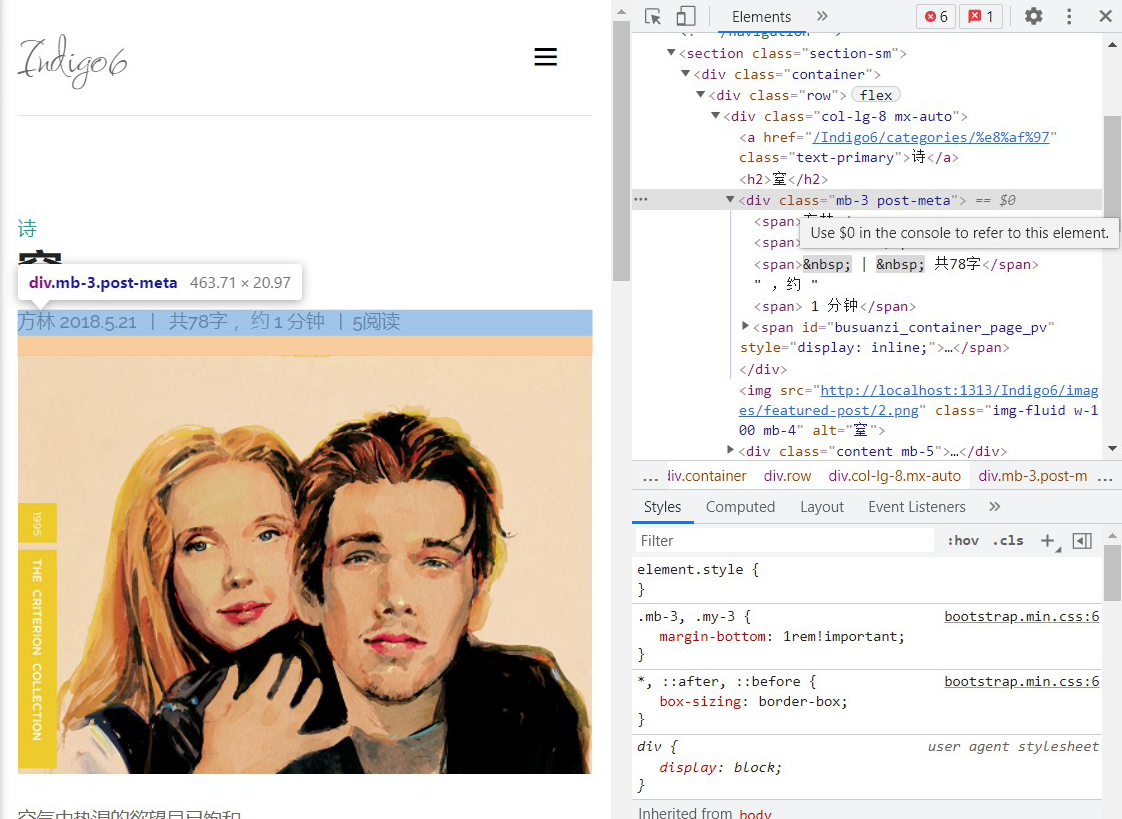 Indigo6
诗
div.mb-3.post-meta 463.71 × 20.97
方林 2018.5.21 | 共78字， 约 1 分钟 | 5阅读
1995
THE CRITERION COLLECTION
Elements » 6 1
<section class="section-sm">
<div class="container">
<div class="row"> flex
<div class="col-lg-8 mx-auto">
<a href="/Indigo6/categories/%e8%af%97"
class="text-primary">诗</a>
<h2>窒</h2>
<div class="mb-3 post-meta"> == $0
<span>
Use $0 in the console to refer to this element.
<span>
<span>&nbsp; | &nbsp; 共78字</span>
" ，约 "
<span> 1 分钟</span>
<span id="busuanzi_container_page_pv"
style="display: inline;">…</span>
</div>
<img src="http://localhost:1313/Indigo6/imag
es/featured-post/2.png" class="img-fluid w-1
00 mb-4" alt="窒">
<div class="content mb-5">…</div>
... div.container div.row div.col-lg-8.mx-auto div.mb-3.post-m ...
Styles Computed Layout Event Listeners »
Filter :hov .cls +
element.style {
}
.mb-3, .my-3 { bootstrap.min.css:6
margin-bottom: 1rem!important;
}
*, ::after, ::before { bootstrap.min.css:6
box-sizing: border-box;
}
div { user agent stylesheet
display: block;
}
Inherited from body
空气中热湿的欲望早已饱和